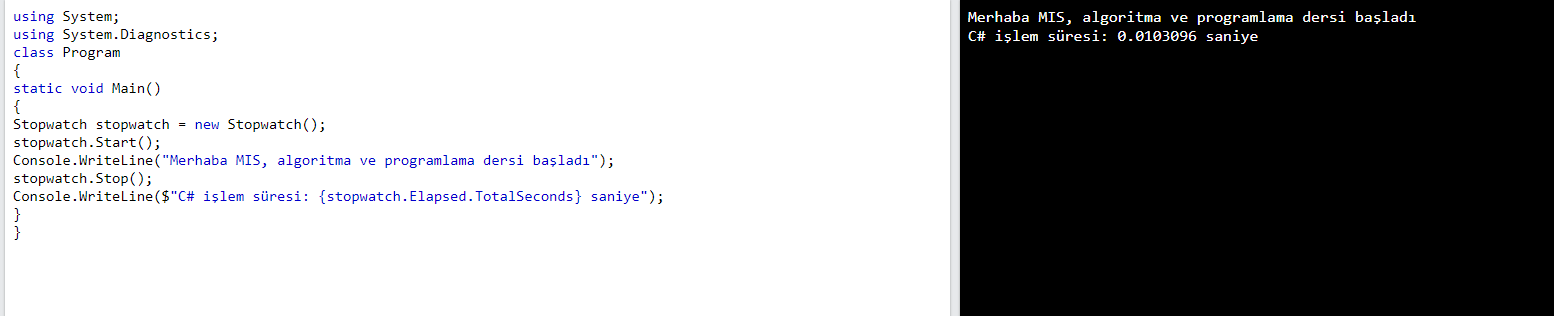 using System;
using System.Diagnostics;
class Program
{
static void Main()
{
Stopwatch stopwatch = new Stopwatch();
stopwatch.Start();
Console.WriteLine("Merhaba MIS, algoritma ve programlama dersi başladı");
stopwatch.Stop();
Console.WriteLine($"C# işlem süresi: {stopwatch.Elapsed.TotalSeconds} saniye");
}
}
Merhaba MIS, algoritma ve programlama dersi başladı
C# işlem süresi: 0.0103096 saniye